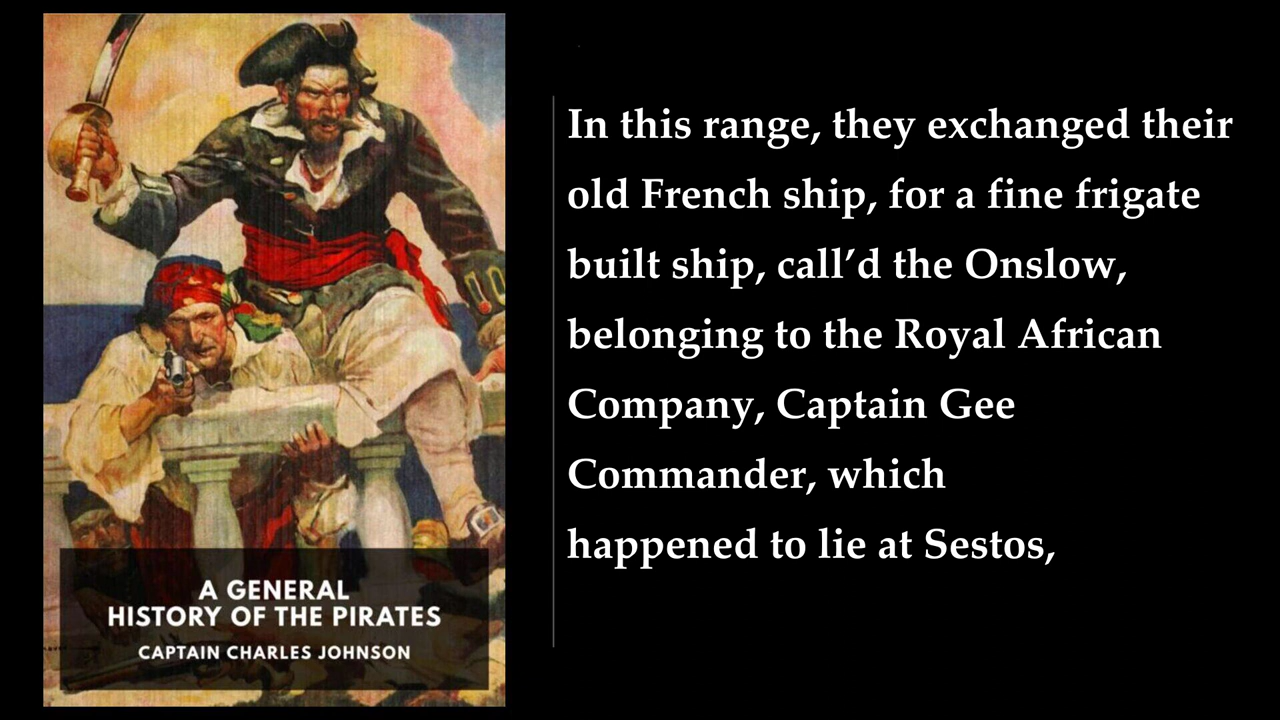 A GENERAL
HISTORY OF THE PIRATES
CAPTAIN CHARLES JOHNSON
In this range, they exchanged their
old French ship, for a fine frigate
built ship, call’d the Onslow,
belonging to the Royal African
Company, Captain Gee
Commander, which
happened to lie at Sestos,